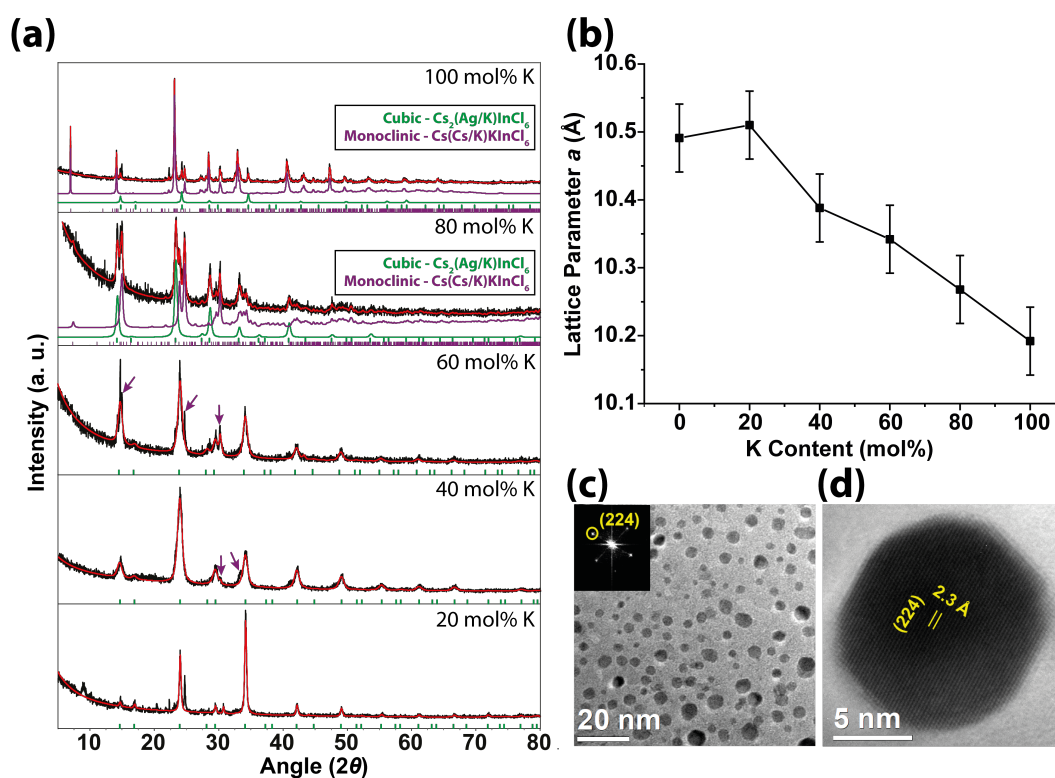 (a)
100 mol% K
Cubic - Cs₂(Ag/K)InCl₆
Monoclinic - Cs(Cs/K)KInCl₆
80 mol% K
Cubic - Cs₂(Ag/K)InCl₆
Monoclinic - Cs(Cs/K)KInCl₆
60 mol% K
40 mol% K
20 mol% K
Intensity (a. u.)
10 20 30 40 50 60 70 80
Angle (2θ)
(b)
10.6
10.5
10.4
10.3
10.2
10.1
Lattice Parameter a (Å)
0 20 40 60 80 100
K Content (mol%)
(c)
(224)
20 nm
(d)
(224)
2.3 Å
5 nm